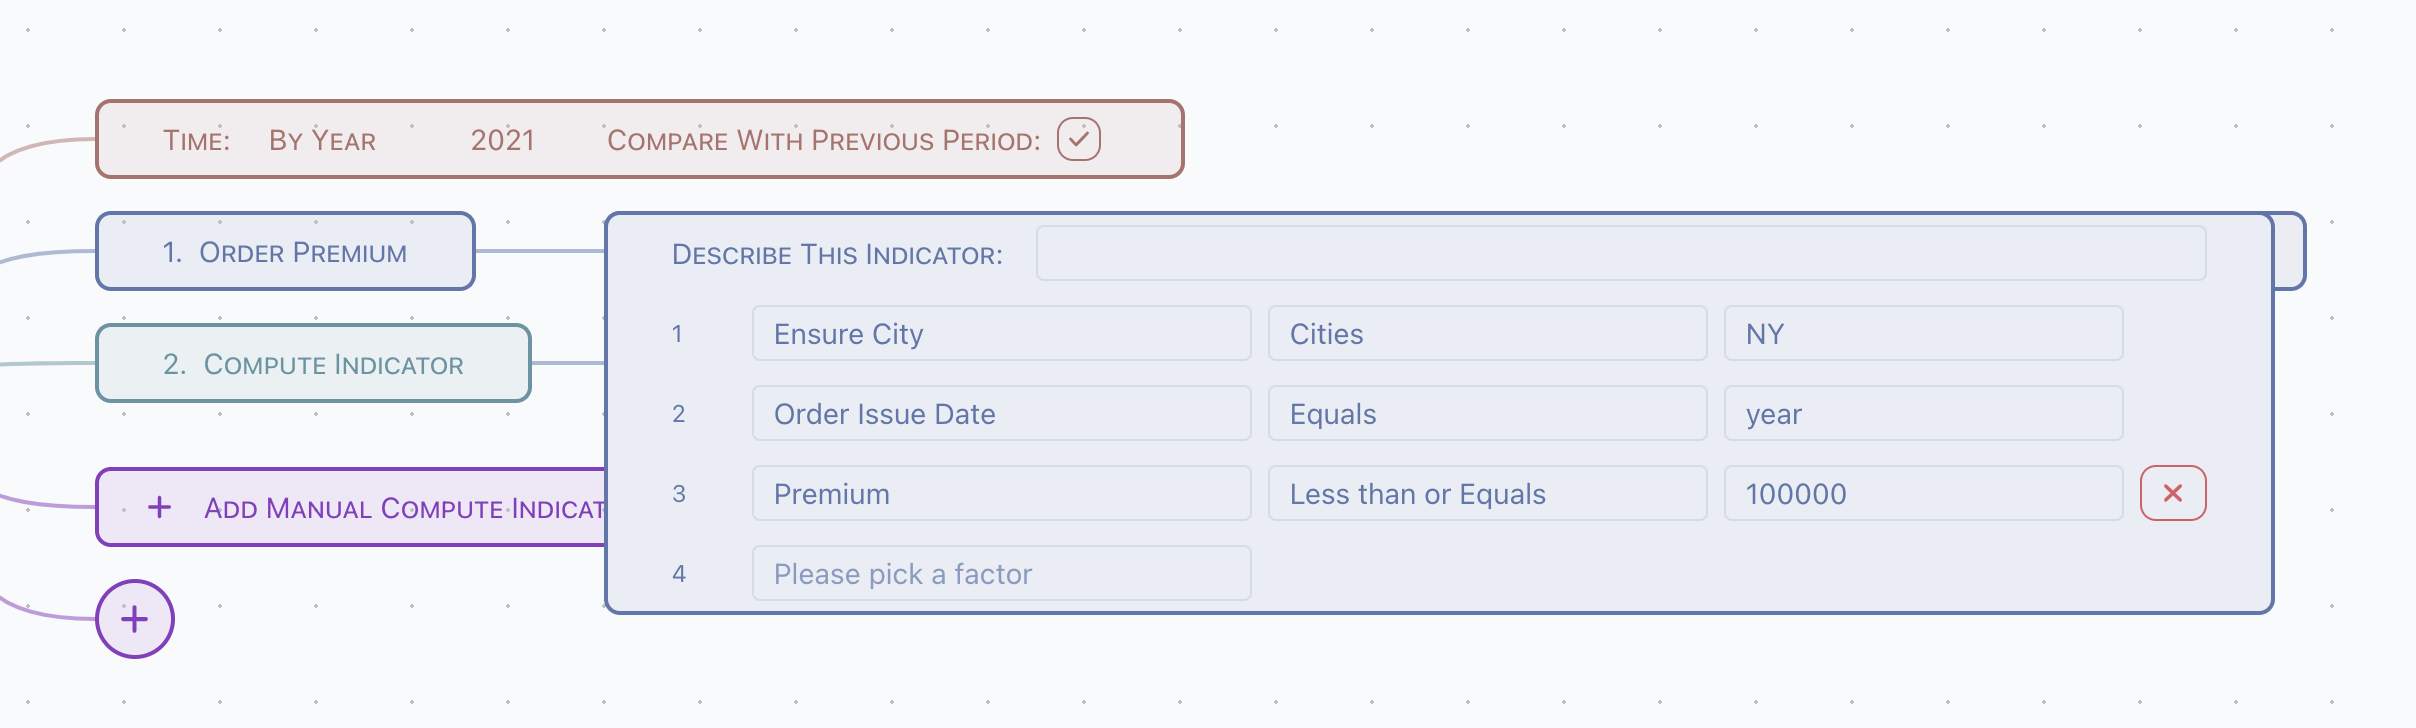 Time: By Year 2021 Compare With Previous Period:
1. Order Premium
Describe This Indicator:
1 Ensure City Cities NY
2. Compute Indicator
2 Order Issue Date Equals year
+ Add Manual Compute Indicat
3 Premium Less than or Equals 100000
4 Please pick a factor